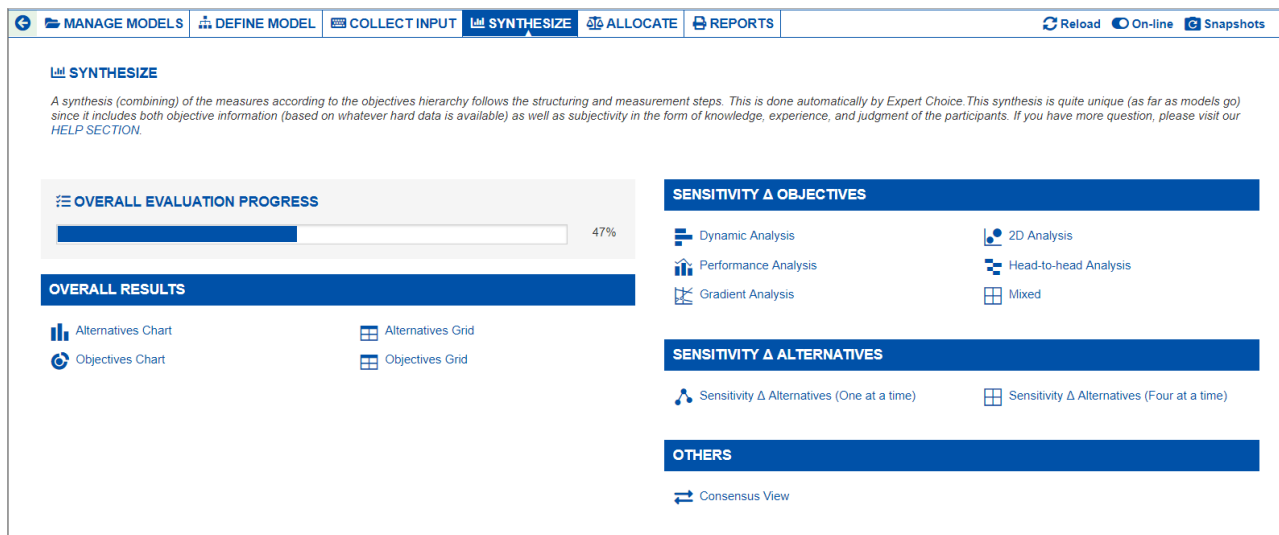 MANAGE MODELS DEFINE MODEL COLLECT INPUT SYNTHESIZE ALLOCATE REPORTS Reload On-line Snapshots
SYNTHESIZE
A synthesis (combining) of the measures according to the objectives hierarchy follows the structuring and measurement steps. This is done automatically by Expert Choice.This synthesis is quite unique (as far as models go)
since it includes both objective information (based on whatever hard data is available) as well as subjectivity in the form of knowledge, experience, and judgment of the participants. If you have more question, please visit our
HELP SECTION.
OVERALL EVALUATION PROGRESS
47%
OVERALL RESULTS
Alternatives Chart
Alternatives Grid
Objectives Chart
Objectives Grid
SENSITIVITY Δ OBJECTIVES
Dynamic Analysis
2D Analysis
Performance Analysis
Head-to-head Analysis
Gradient Analysis
Mixed
SENSITIVITY Δ ALTERNATIVES
Sensitivity Δ Alternatives (One at a time)
Sensitivity Δ Alternatives (Four at a time)
OTHERS
Consensus View